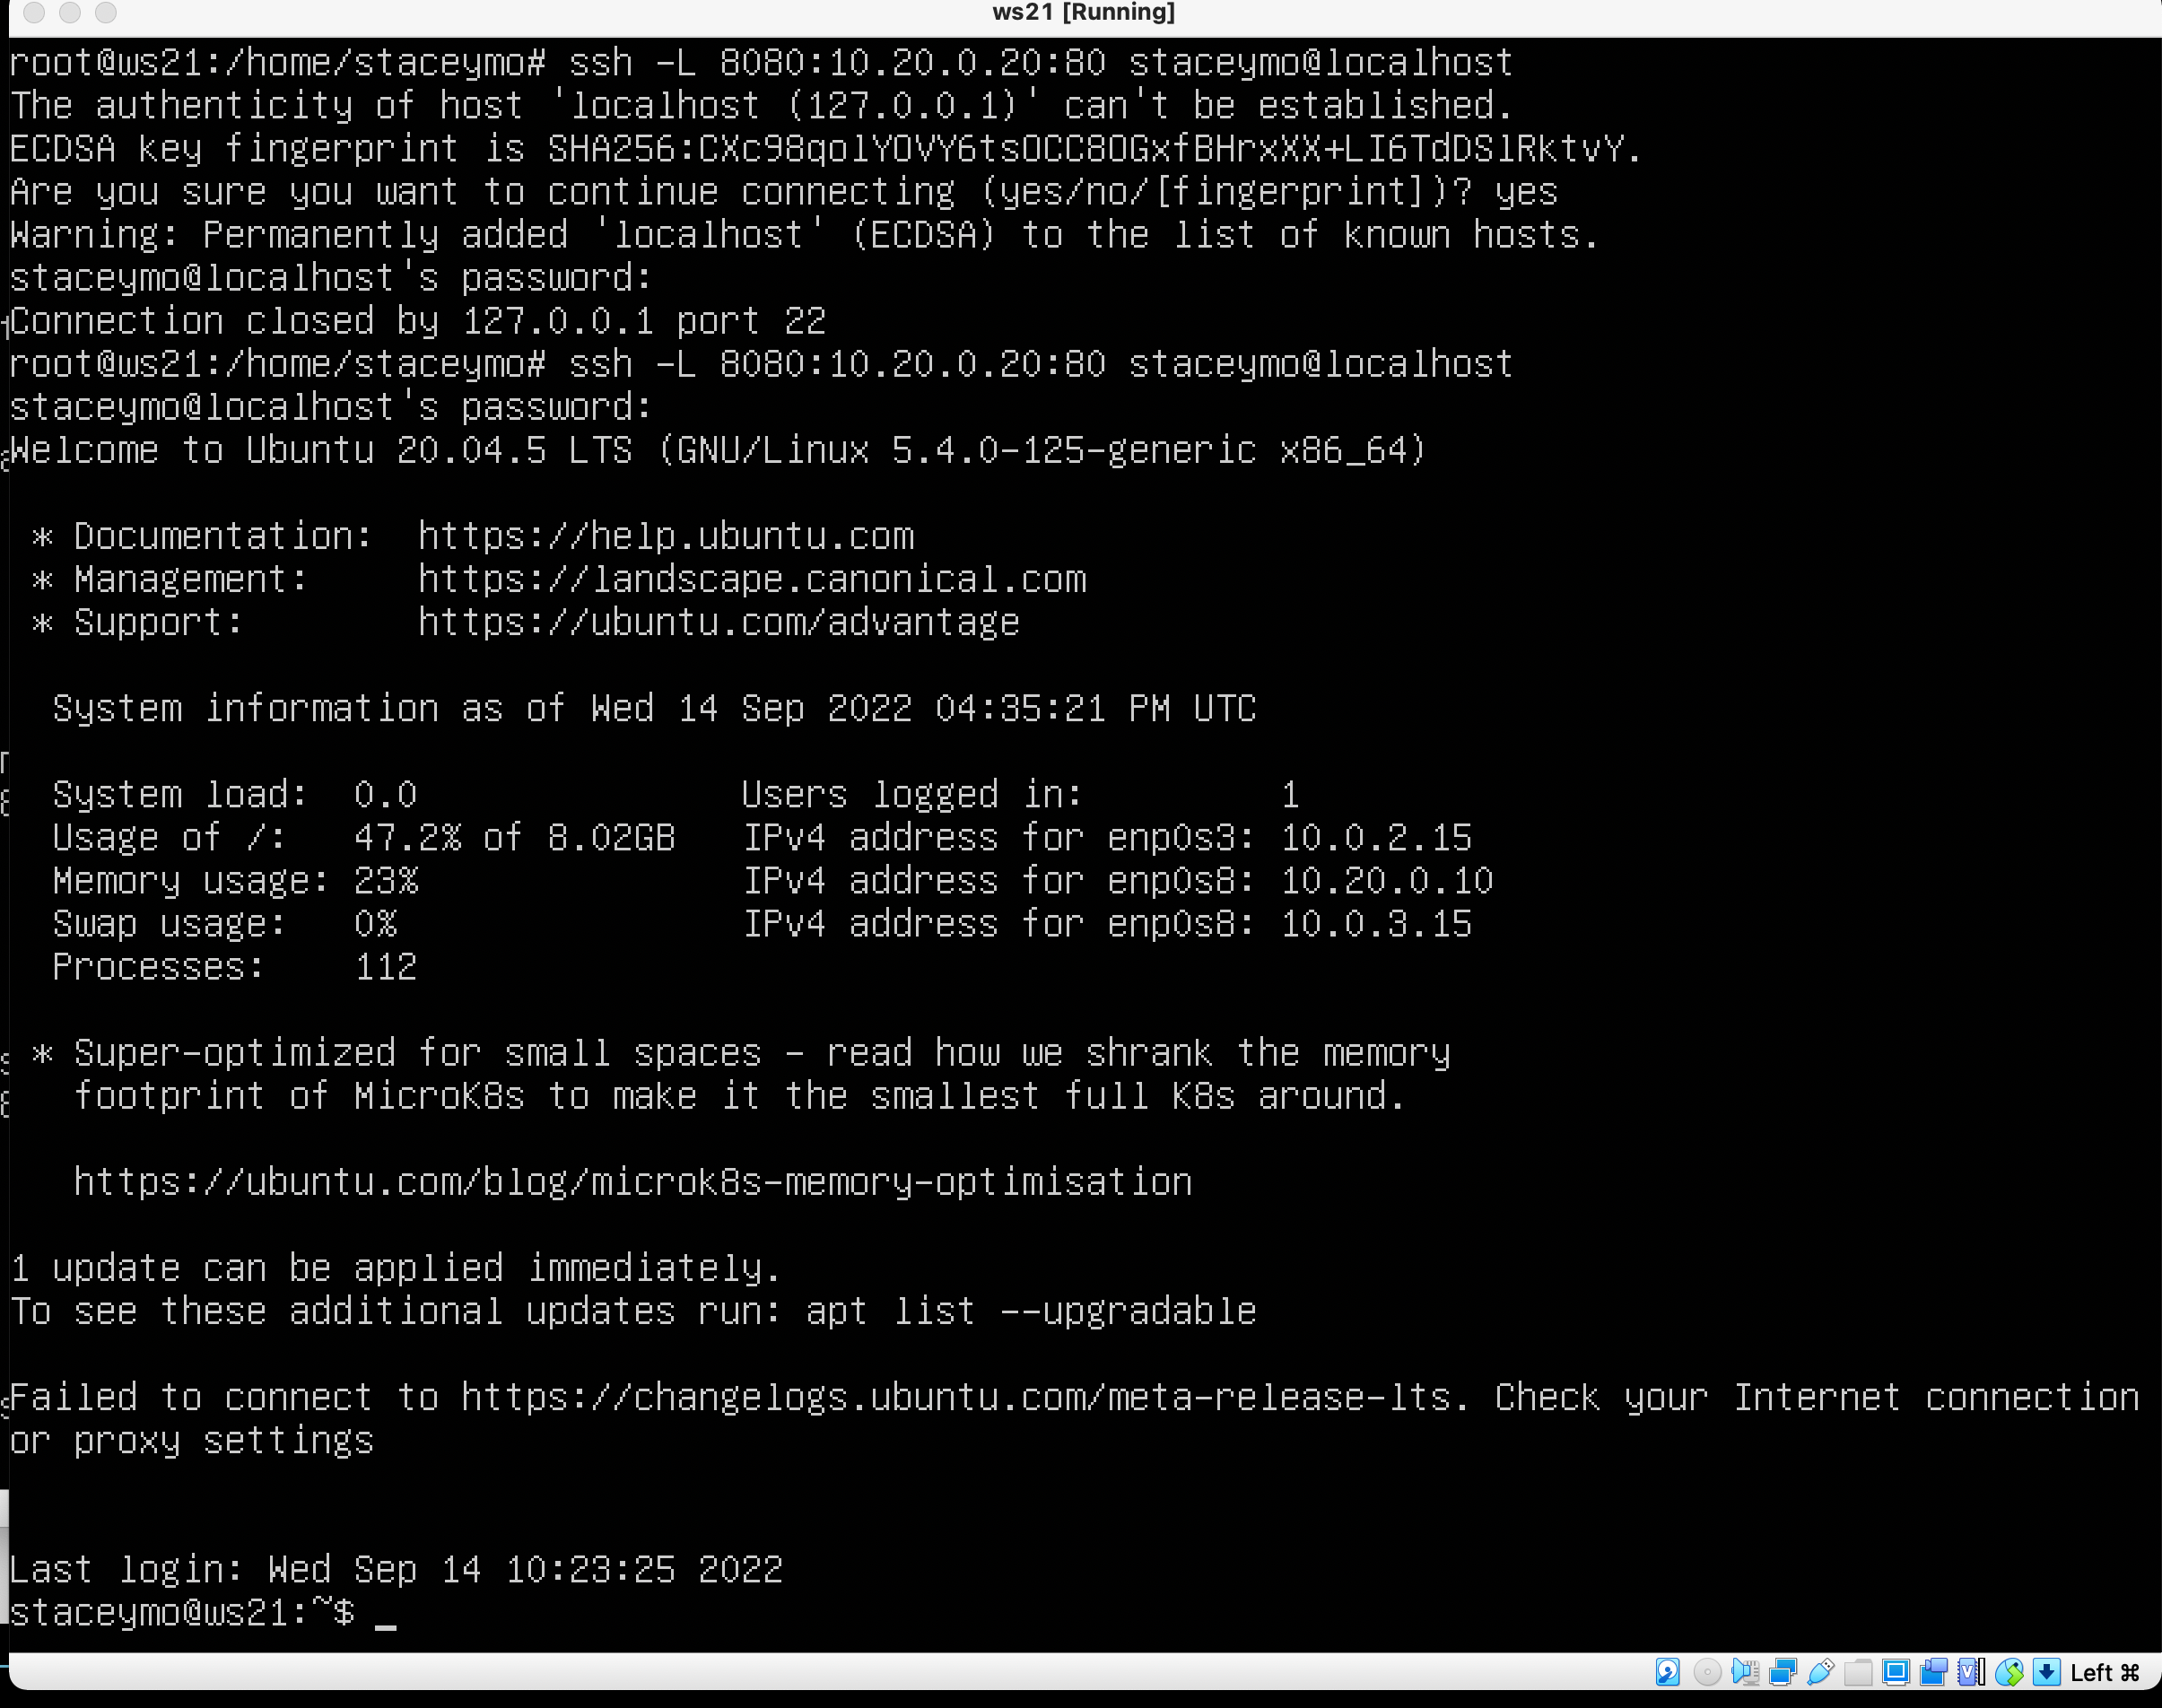 ws21 [Running]
root@ws21:/home/staceymo# ssh -L 8080:10.20.0.20:80 staceymo@localhost
The authenticity of host 'localhost (127.0.0.1)' can't be established.
ECDSA key fingerprint is SHA256:CXc98qolYOVY6tsOCC8OGxfBHrxXX+LI6TdDSlRktvY.
Are you sure you want to continue connecting (yes/no/[fingerprint])? yes
Warning: Permanently added 'localhost' (ECDSA) to the list of known hosts.
staceymo@localhost's password:
Connection closed by 127.0.0.1 port 22
root@ws21:/home/staceymo# ssh -L 8080:10.20.0.20:80 staceymo@localhost
staceymo@localhost's password:
Welcome to Ubuntu 20.04.5 LTS (GNU/Linux 5.4.0-125-generic x86_64)
* Documentation:  https://help.ubuntu.com
* Management:     https://landscape.canonical.com
* Support:        https://ubuntu.com/advantage
System information as of Wed 14 Sep 2022 04:35:21 PM UTC
System load:  0.0               Users logged in:         1
Usage of /:   47.2% of 8.02GB   IPv4 address for enp0s3: 10.0.2.15
Memory usage: 23%               IPv4 address for enp0s8: 10.20.0.10
Swap usage:   0%                IPv4 address for enp0s8: 10.0.3.15
Processes:    112
* Super-optimized for small spaces - read how we shrank the memory
footprint of MicroK8s to make it the smallest full K8s around.
https://ubuntu.com/blog/microk8s-memory-optimisation
1 update can be applied immediately.
To see these additional updates run: apt list --upgradable
Failed to connect to https://changelogs.ubuntu.com/meta-release-lts. Check your Internet connection
or proxy settings
Last login: Wed Sep 14 10:23:25 2022
staceymo@ws21:~$ _
Left ⌘